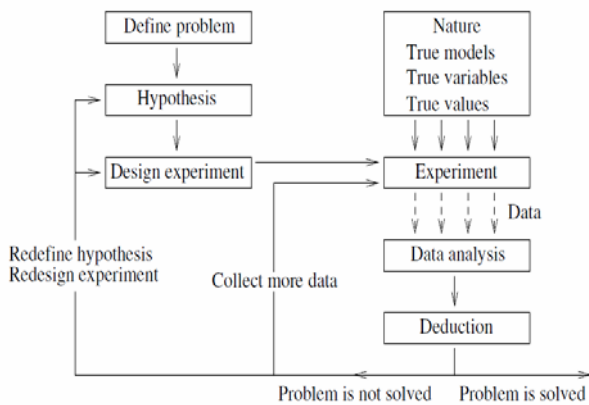 Define problem
Hypothesis
Design experiment
Nature
True models
True variables
True values
Experiment
Data
Data analysis
Deduction
Redefine hypothesis
Redesign experiment
Collect more data
Problem is not solved
Problem is solved